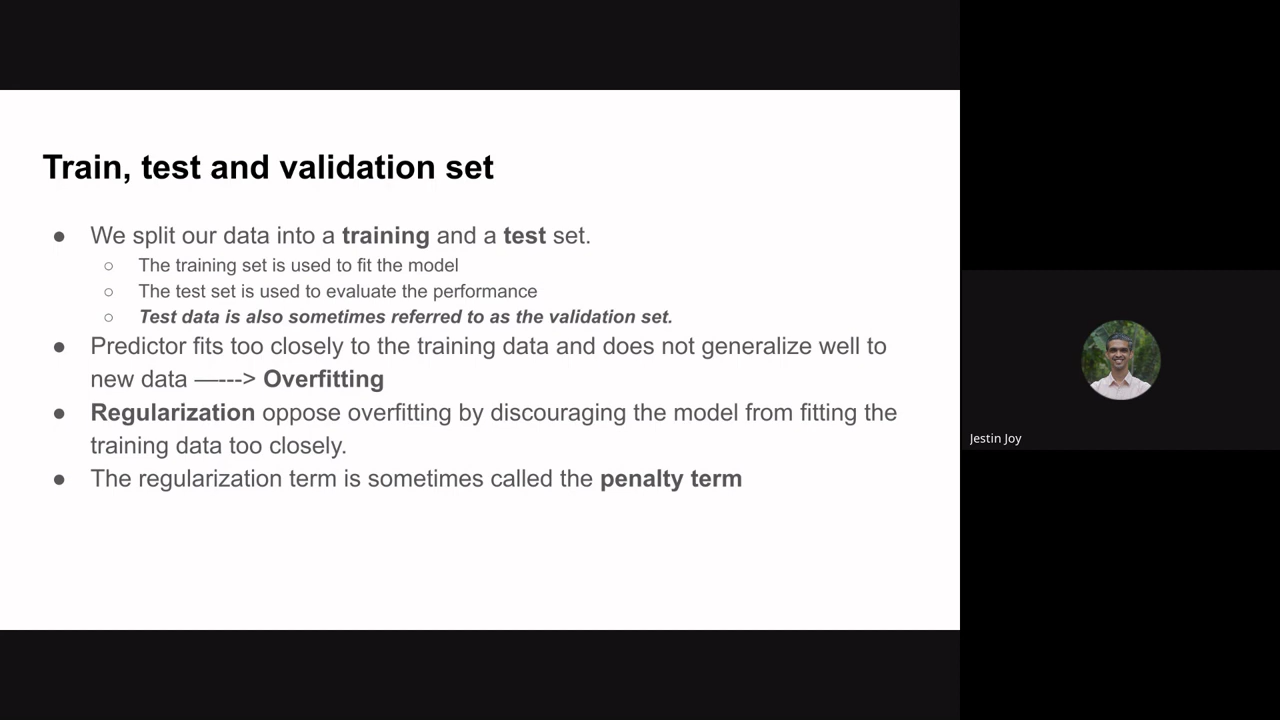 Train, test and validation set
● We split our data into a training and a test set.
○ The training set is used to fit the model
○ The test set is used to evaluate the performance
○ Test data is also sometimes referred to as the validation set.
● Predictor fits too closely to the training data and does not generalize well to
new data —---> Overfitting
● Regularization oppose overfitting by discouraging the model from fitting the
training data too closely.
● The regularization term is sometimes called the penalty term
Jestin Joy